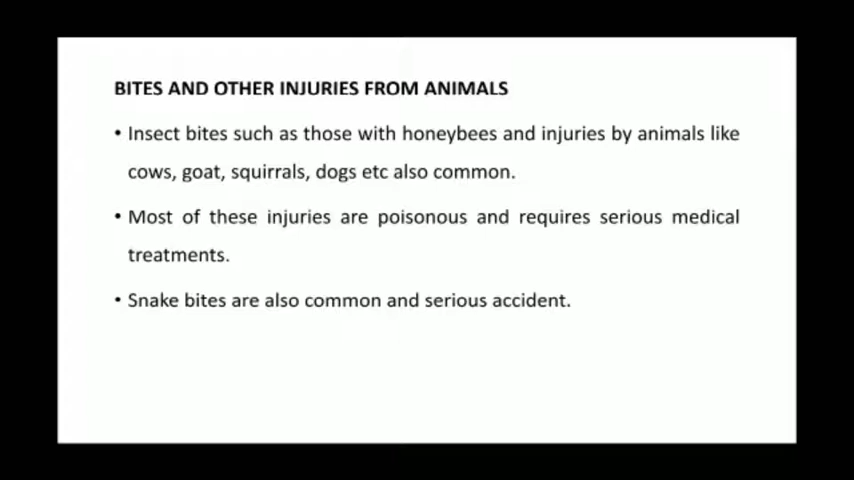 BITES AND OTHER INJURIES FROM ANIMALS
• Insect bites such as those with honeybees and injuries by animals like
cows, goat, squirrals, dogs etc also common.
• Most of these injuries are poisonous and requires serious medical
treatments.
• Snake bites are also common and serious accident.